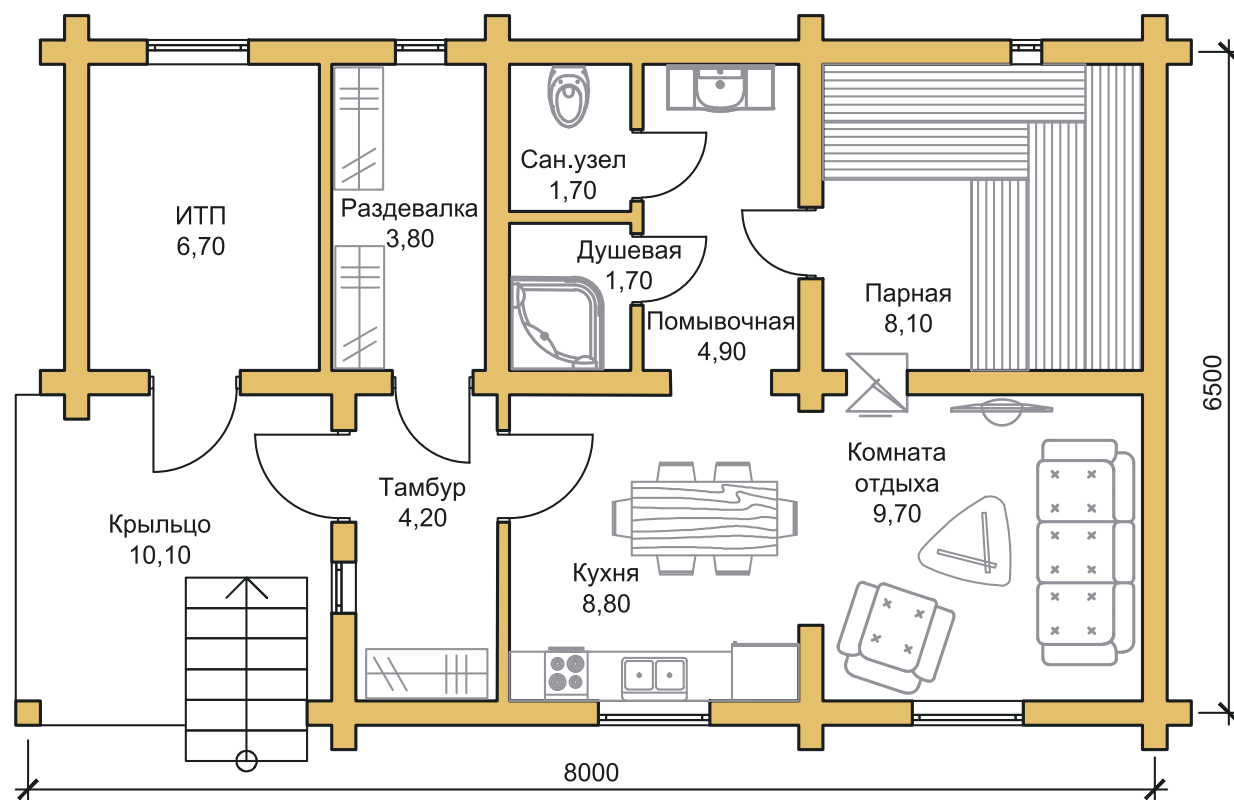 ИТП
6,70
Раздевалка
3,80
Сан.узел
1,70
Душевая
1,70
Помывочная
4,90
Парная
8,10
6500
Крыльцо
10,10
Тамбур
4,20
Кухня
8,80
Комната
отдыха
9,70
8000